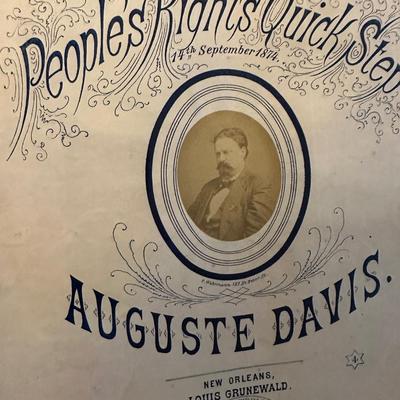 People's Rights Quick Step
14th September 1874.
AUGUSTE DAVIS.
4
NEW ORLEANS,
LOUIS GRUNEWALD.